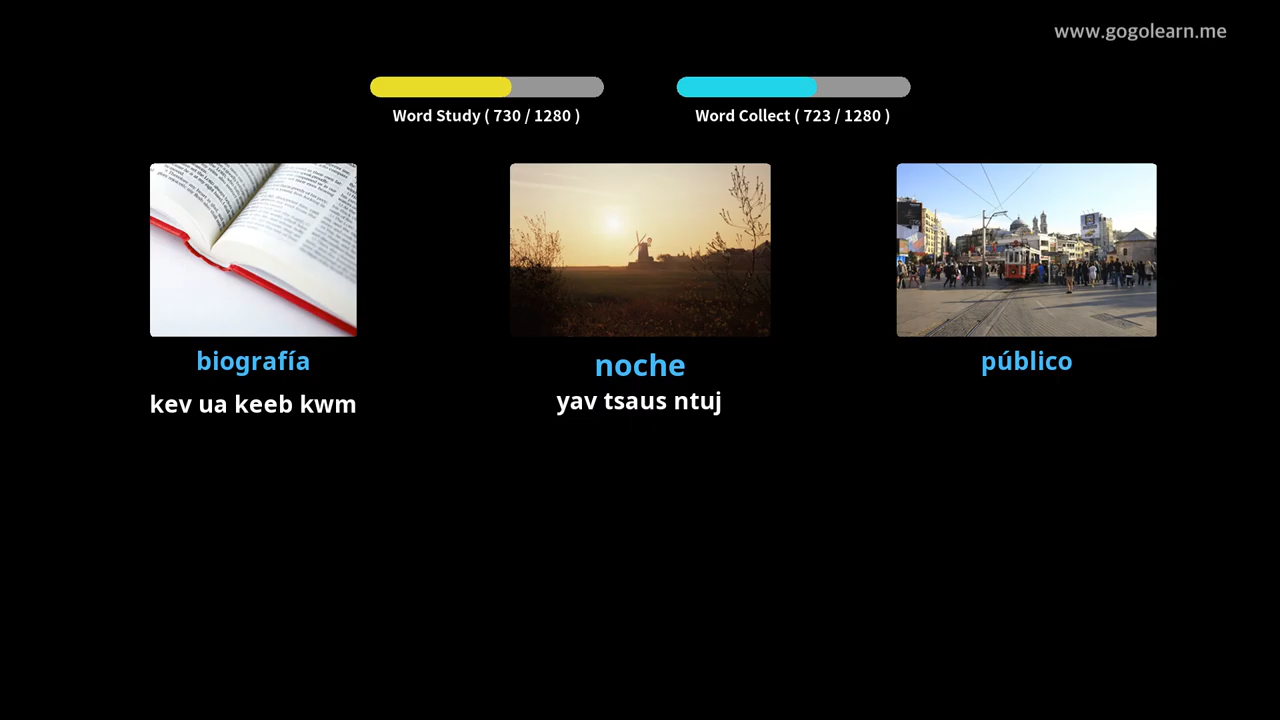 www.gogolearn.me
Word Study ( 730 / 1280 )
Word Collect ( 723 / 1280 )
biografía
noche
público
kev ua keeb kwm
yav tsaus ntuj